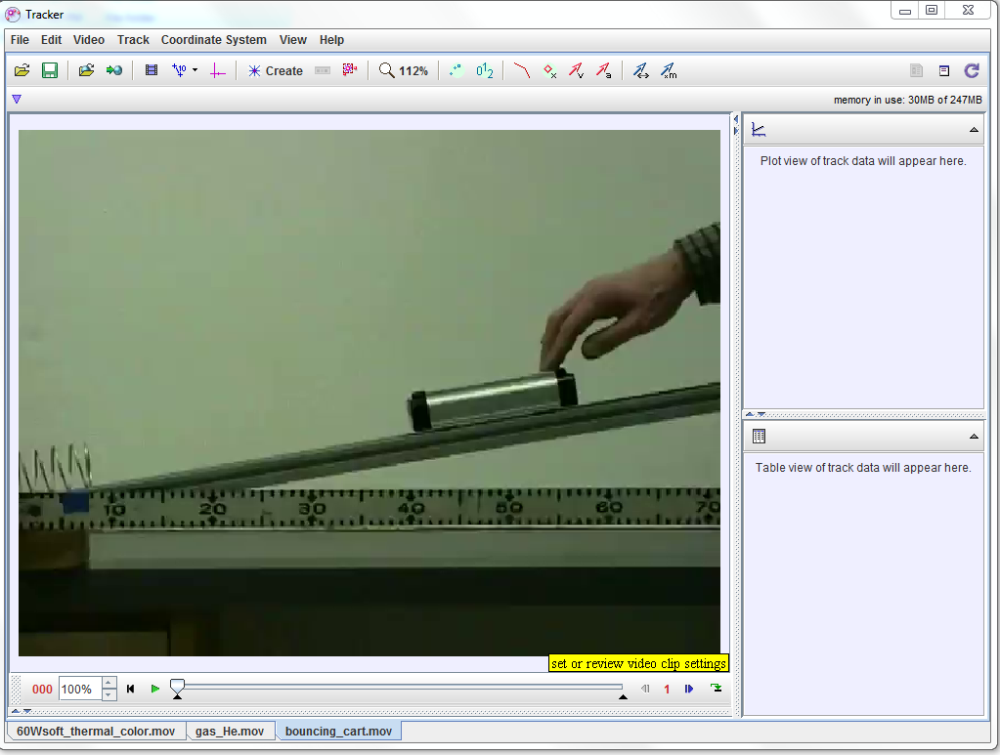 Tracker
File Edit Video Track Coordinate System View Help
Create 112%
memory in use: 30MB of 247MB
Plot view of track data will appear here.
Table view of track data will appear here.
10 20 30 40 50 60 70
set or review video clip settings
000 100% 1
60Wsoft_thermal_color.mov gas_He.mov bouncing_cart.mov